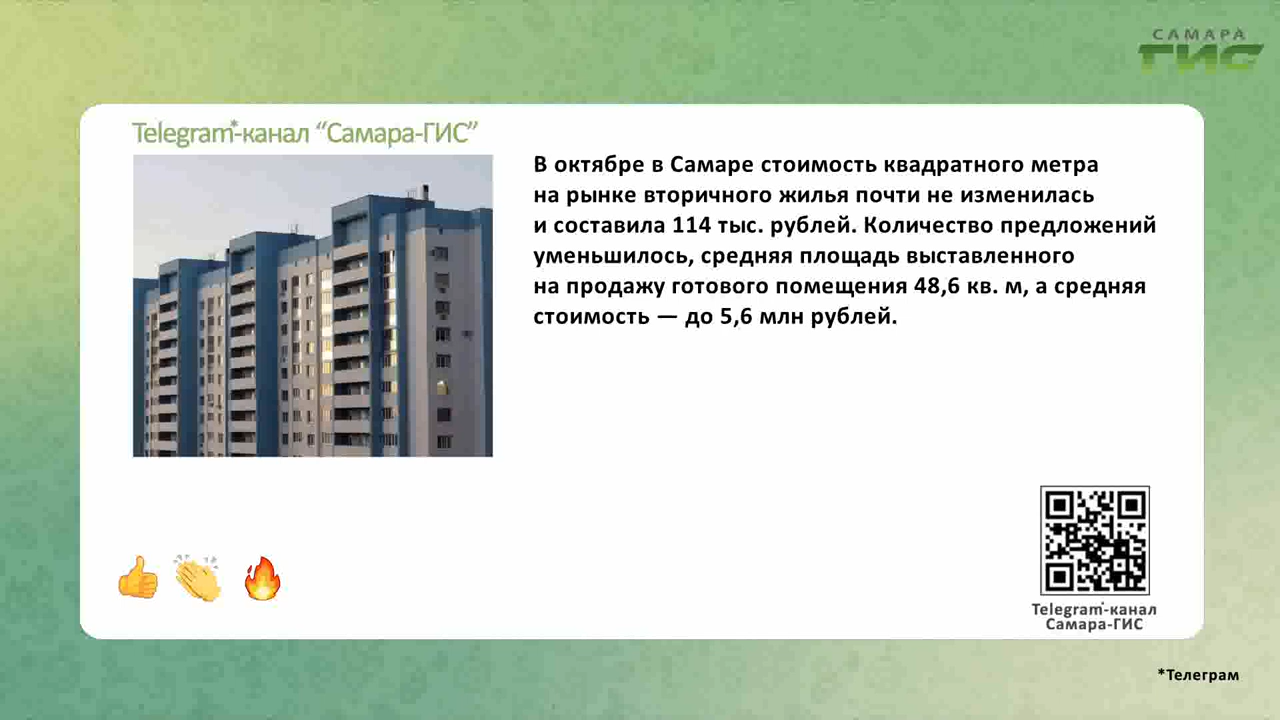 САМАРА
ГИС
Telegram*-канал “Самара-ГИС”
В октябре в Самаре стоимость квадратного метра
на рынке вторичного жилья почти не изменилась
и составила 114 тыс. рублей. Количество предложений
уменьшилось, средняя площадь выставленного
на продажу готового помещения 48,6 кв. м, а средняя
стоимость — до 5,6 млн рублей.
Telegram*-канал
Самара-ГИС
*Телеграм